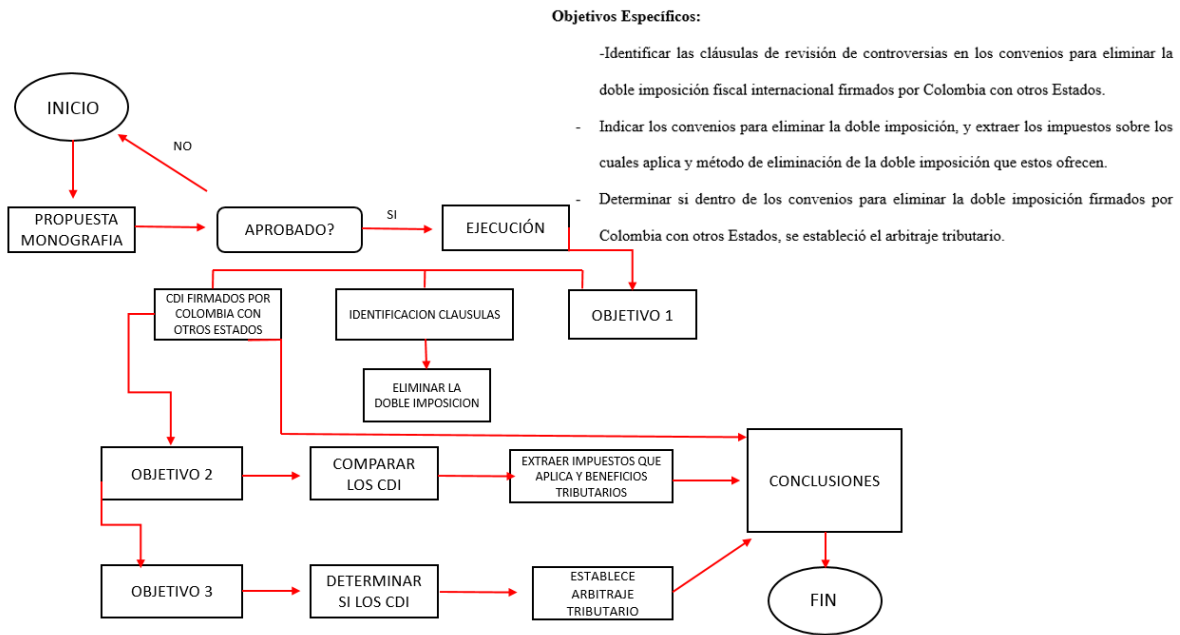 Objetivos Específicos:
-Identificar las cláusulas de revisión de controversias en los convenios para eliminar la
doble imposición fiscal internacional firmados por Colombia con otros Estados.
- Indicar los convenios para eliminar la doble imposición, y extraer los impuestos sobre los
cuales aplica y método de eliminación de la doble imposición que estos ofrecen.
- Determinar si dentro de los convenios para eliminar la doble imposición firmados por
Colombia con otros Estados, se estableció el arbitraje tributario.
INICIO
NO
PROPUESTA
MONOGRAFIA
APROBADO?
SI
EJECUCIÓN
CDI FIRMADOS POR
COLOMBIA CON
OTROS ESTADOS
IDENTIFICACION CLAUSULAS
OBJETIVO 1
ELIMINAR LA
DOBLE IMPOSICION
OBJETIVO 2
COMPARAR
LOS CDI
EXTRAER IMPUESTOS QUE
APLICA Y BENEFICIOS
TRIBUTARIOS
CONCLUSIONES
OBJETIVO 3
DETERMINAR
SI LOS CDI
ESTABLECE
ARBITRAJE
TRIBUTARIO
FIN